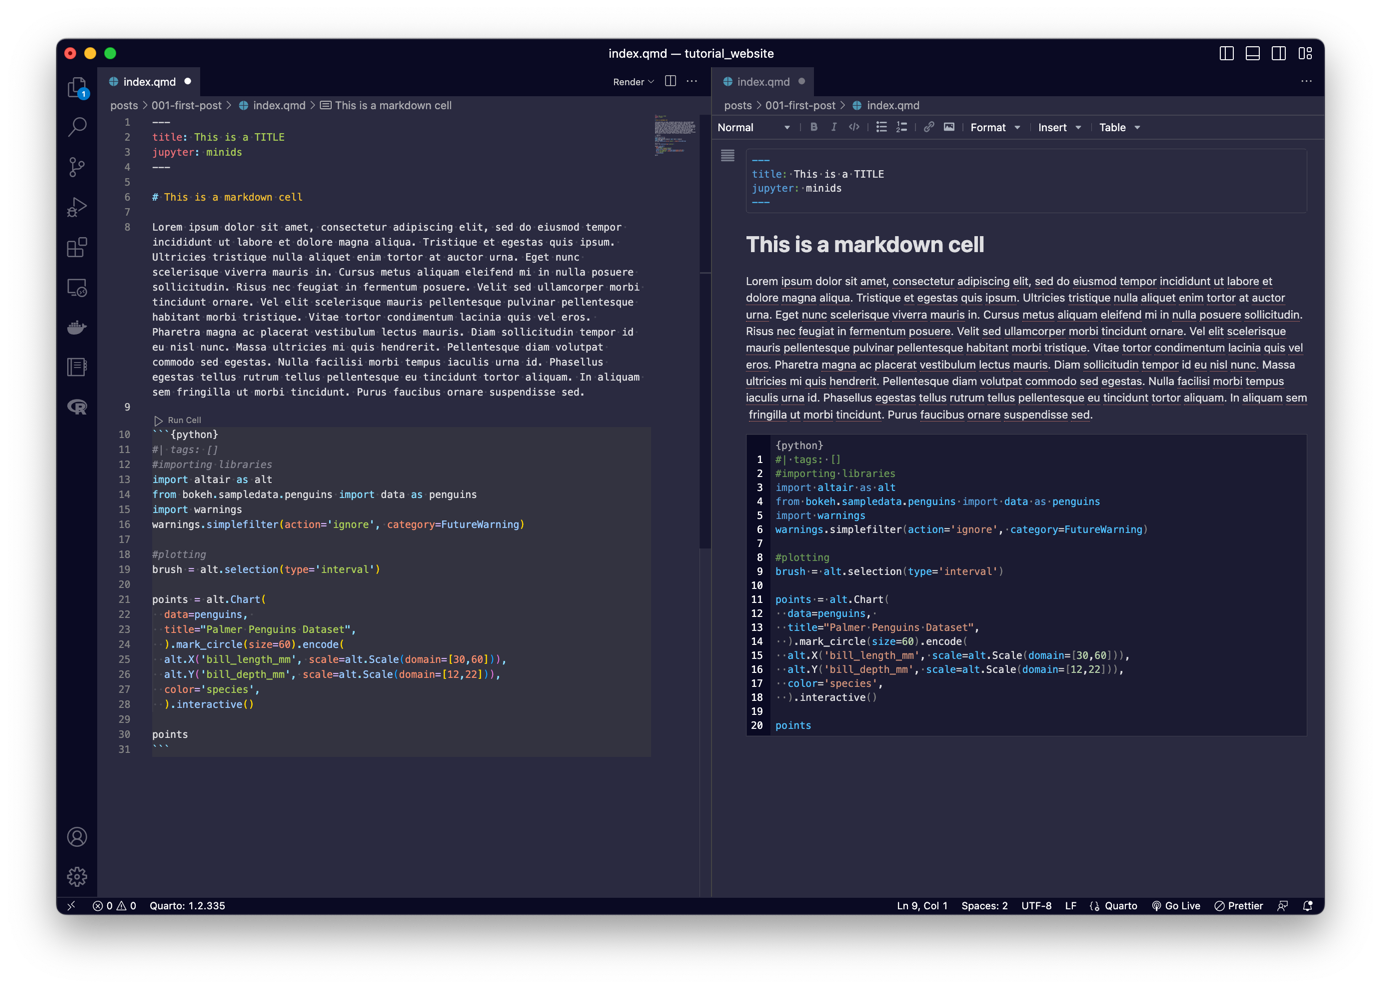 index.qmd — tutorial_website
index.qmd
Render
posts > 001-first-post > index.qmd > This is a markdown cell
1
1 ---
2 title: This is a TITLE
3 jupyter: minids
4 ---
5
6 # This is a markdown cell
7
8 Lorem ipsum dolor sit amet, consectetur adipiscing elit, sed do eiusmod tempor
incididunt ut labore et dolore magna aliqua. Tristique et egestas quis ipsum.
Ultricies tristique nulla aliquet enim tortor at auctor urna. Eget nunc
scelerisque viverra mauris in. Cursus metus aliquam eleifend mi in nulla posuere
sollicitudin. Risus nec feugiat in fermentum posuere. Velit sed ullamcorper morbi
tincidunt ornare. Vel elit scelerisque mauris pellentesque pulvinar pellentesque
habitant morbi tristique. Vitae tortor condimentum lacinia quis vel eros.
Pharetra magna ac placerat vestibulum lectus mauris. Diam sollicitudin tempor id
eu nisl nunc. Massa ultricies mi quis hendrerit. Pellentesque diam volutpat
commodo sed egestas. Nulla facilisi morbi tempus iaculis urna id. Phasellus
egestas tellus rutrum tellus pellentesque eu tincidunt tortor aliquam. In aliquam
sem fringilla ut morbi tincidunt. Purus faucibus ornare suspendisse sed.
9
Run Cell
10 ```{python}
11 #| tags: []
12 #importing libraries
13 import altair as alt
14 from bokeh.sampledata.penguins import data as penguins
15 import warnings
16 warnings.simplefilter(action='ignore', category=FutureWarning)
17
18 #plotting
19 brush = alt.selection(type='interval')
20
21 points = alt.Chart(
22 data=penguins,
23 title="Palmer Penguins Dataset",
24 ).mark_circle(size=60).encode(
25 alt.X('bill_length_mm', scale=alt.Scale(domain=[30,60])),
26 alt.Y('bill_depth_mm', scale=alt.Scale(domain=[12,22])),
27 color='species',
28 ).interactive()
29
30 points
31 ```
index.qmd
posts > 001-first-post > index.qmd
Normal B I </> Format Insert Table
---
title: This is a TITLE
jupyter: minids
---
This is a markdown cell
Lorem ipsum dolor sit amet, consectetur adipiscing elit, sed do eiusmod tempor incididunt ut labore et
dolore magna aliqua. Tristique et egestas quis ipsum. Ultricies tristique nulla aliquet enim tortor at auctor
urna. Eget nunc scelerisque viverra mauris in. Cursus metus aliquam eleifend mi in nulla posuere sollicitudin.
Risus nec feugiat in fermentum posuere. Velit sed ullamcorper morbi tincidunt ornare. Vel elit scelerisque
mauris pellentesque pulvinar pellentesque habitant morbi tristique. Vitae tortor condimentum lacinia quis vel
eros. Pharetra magna ac placerat vestibulum lectus mauris. Diam sollicitudin tempor id eu nisl nunc. Massa
ultricies mi quis hendrerit. Pellentesque diam volutpat commodo sed egestas. Nulla facilisi morbi tempus
iaculis urna id. Phasellus egestas tellus rutrum tellus pellentesque eu tincidunt tortor aliquam. In aliquam sem
fringilla ut morbi tincidunt. Purus faucibus ornare suspendisse sed.
{python}
1 #| tags: []
2 #importing libraries
3 import altair as alt
4 from bokeh.sampledata.penguins import data as penguins
5 import warnings
6 warnings.simplefilter(action='ignore', category=FutureWarning)
7
8 #plotting
9 brush = alt.selection(type='interval')
10
11 points = alt.Chart(
12 data=penguins,
13 title="Palmer Penguins Dataset",
14 ).mark_circle(size=60).encode(
15 alt.X('bill_length_mm', scale=alt.Scale(domain=[30,60])),
16 alt.Y('bill_depth_mm', scale=alt.Scale(domain=[12,22])),
17 color='species',
18 ).interactive()
19
20 points
0 0 Quarto: 1.2.335
Ln 9, Col 1 Spaces: 2 UTF-8 LF Quarto Go Live Prettier